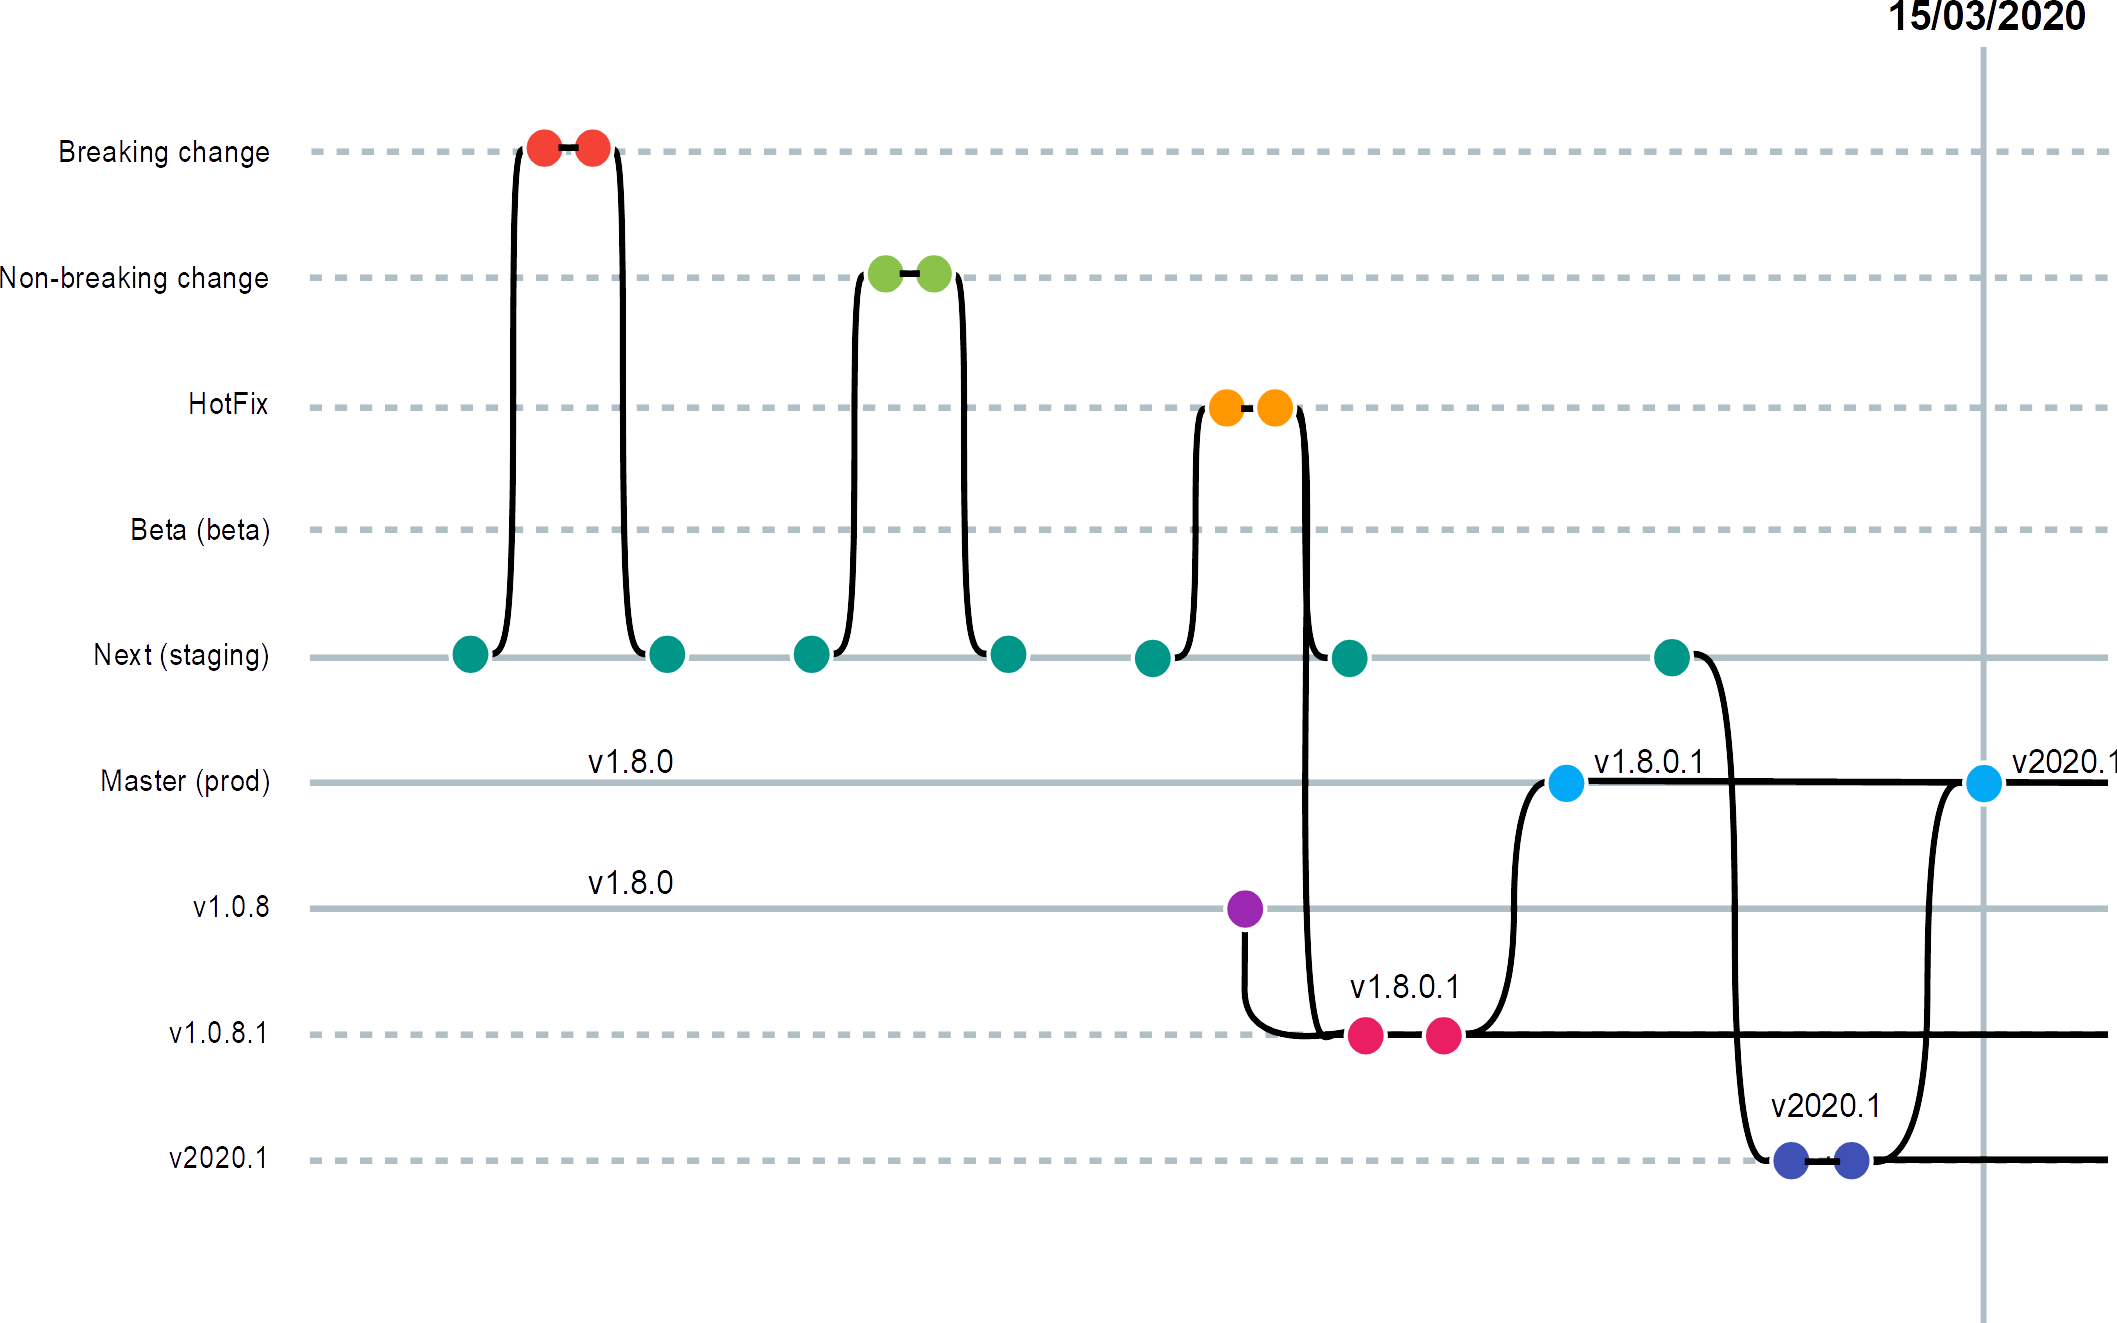 15/03/2020
Breaking change
Non-breaking change
HotFix
Beta (beta)
Next (staging)
v1.8.0
v1.8.0.1
v2020.1
Master (prod)
v1.8.0
v1.0.8
v1.8.0.1
v1.0.8.1
v2020.1
v2020.1